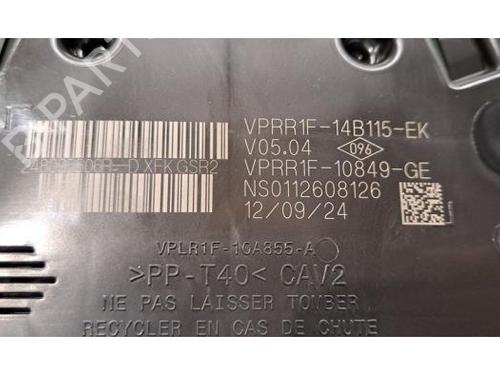 VPRR1F-14B115-EK
V05.04 096
VPRR1F-10849-GE
NS0112608126
12/09/24
VPLR1F-10A855-A
>PP-T40< CAV2
NE PAS LAISSER TOMBER
RECYCLER EN CAS DE CHUTE